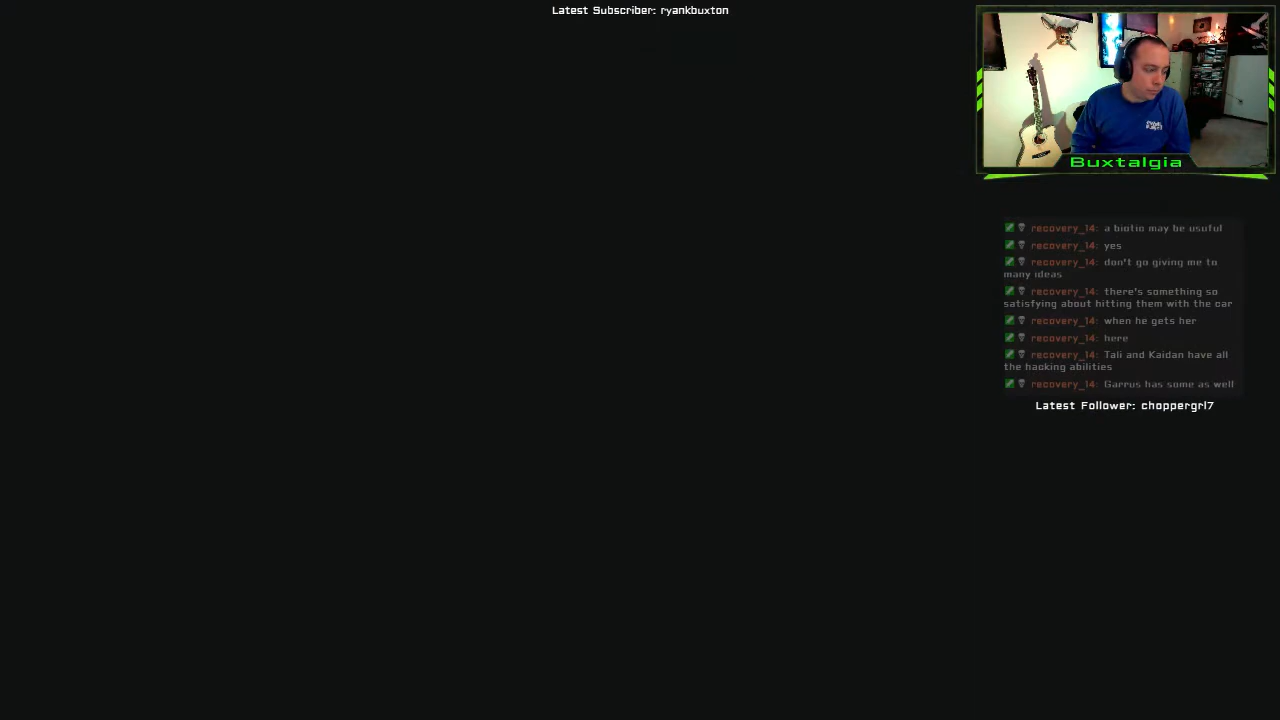 Latest Subscriber: ryankbuxton
Buxtalgia
recovery_14: a biotic may be usuful
recovery_14: yes
recovery_14: don't go giving me to
many ideas
recovery_14: there's something so
satisfying about hitting them with the car
recovery_14: when he gets her
recovery_14: here
recovery_14: Tali and Kaidan have all
the hacking abilities
recovery_14: Garrus has some as well
Latest Follower: choppergrl7